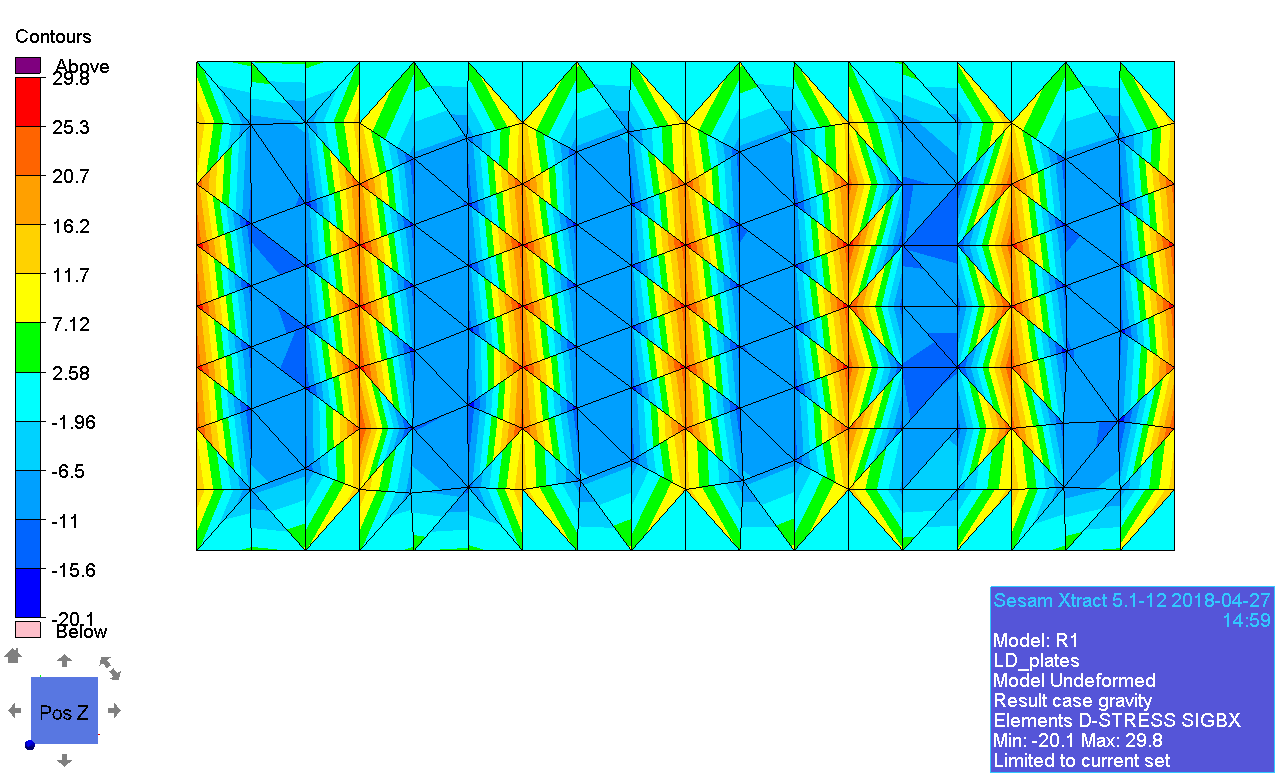 Contours
Above
29.8
25.3
20.7
16.2
11.7
7.12
2.58
-1.96
-6.5
-11
-15.6
-20.1
Below
Pos Z
Sesam Xtract 5.1-12 2018-04-27
14:59
Model: R1
LD_plates
Model Undeformed
Result case gravity
Elements D-STRESS SIGBX
Min: -20.1 Max: 29.8
Limited to current set